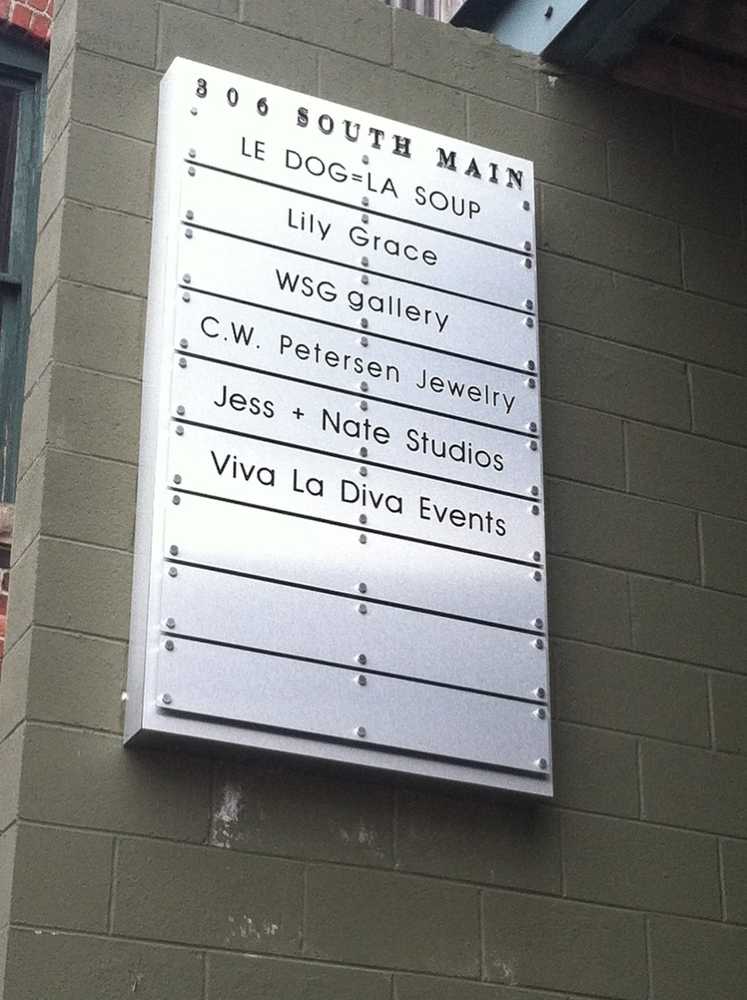 306 SOUTH MAIN
LE DOG=LA SOUP
Lily Grace
WSG gallery
C.W. Petersen Jewelry
Jess + Nate Studios
Viva La Diva Events